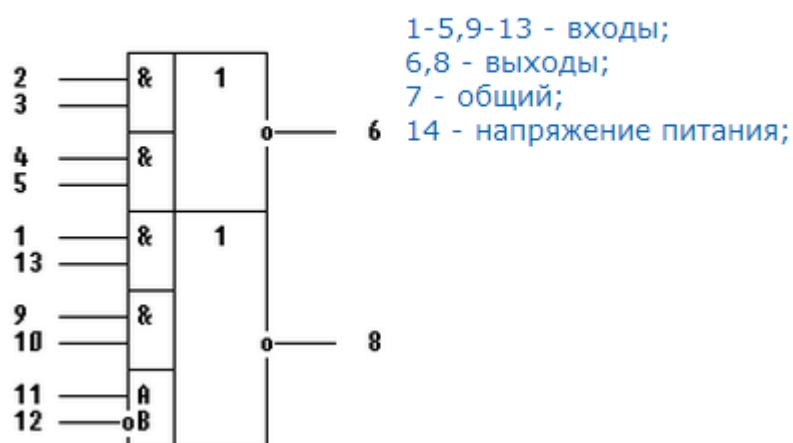 1-5,9-13 - входы;
6,8 - выходы;
7 - общий;
14 - напряжение питания;
2 & 1
3
6
4 &
5
1 & 1
13
9 &
10
8
11 A
12 B